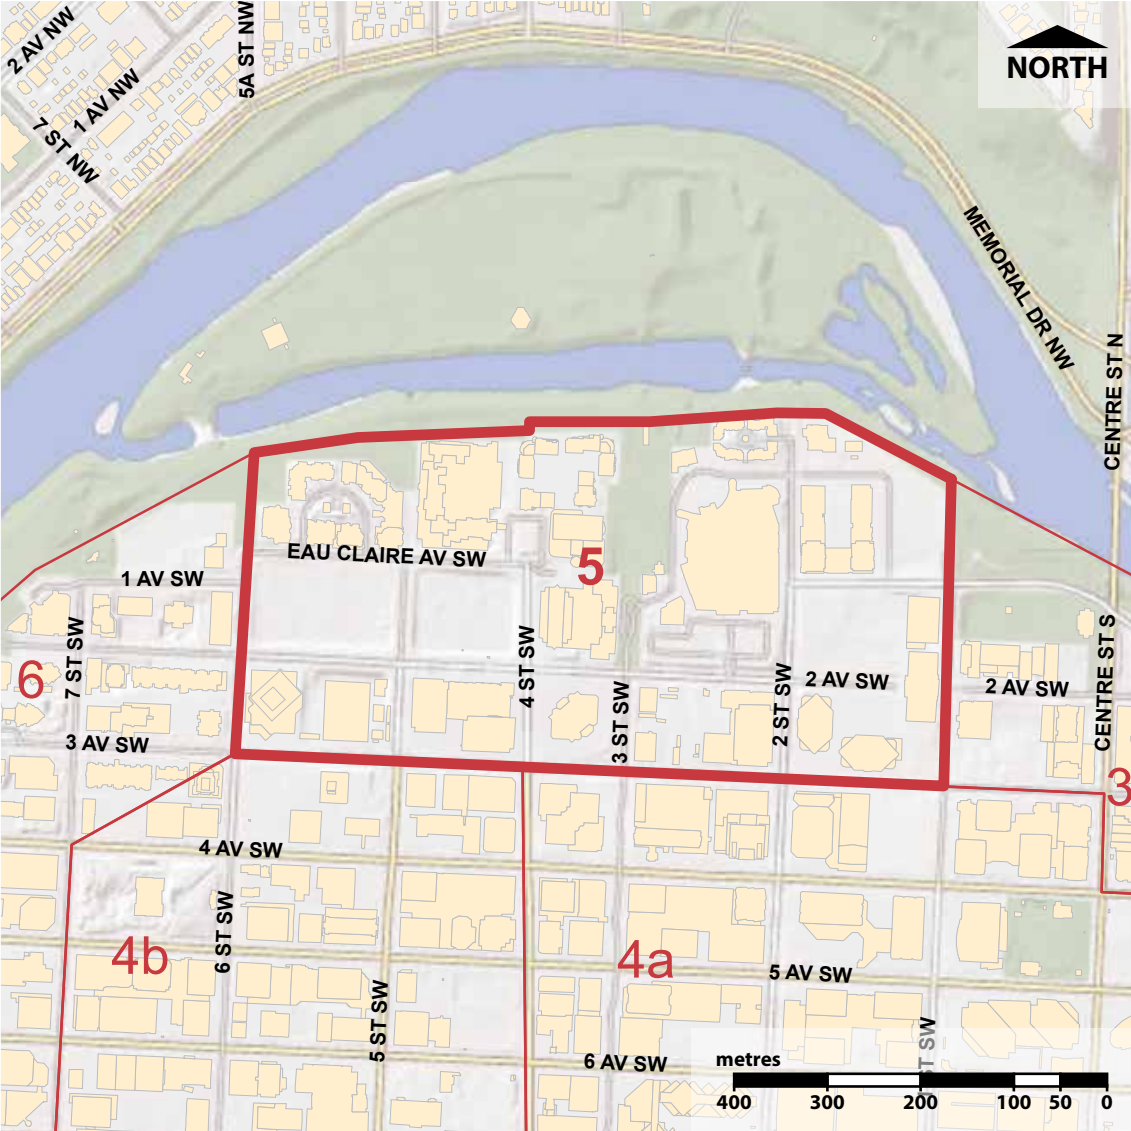 2 AV NW
5A ST NW
NORTH
1 AV NW
7 ST NW
MEMORIAL DR NW
CENTRE ST N
EAU CLAIRE AV SW
5
1 AV SW
7 ST SW
6
4 ST SW
3 ST SW
2 ST SW
2 AV SW
2 AV SW
CENTRE ST S
3 AV SW
3
4 AV SW
6 ST SW
4b
4a
5 AV SW
5 ST SW
6 AV SW
ST SW
metres
400 300 200 100 50 0